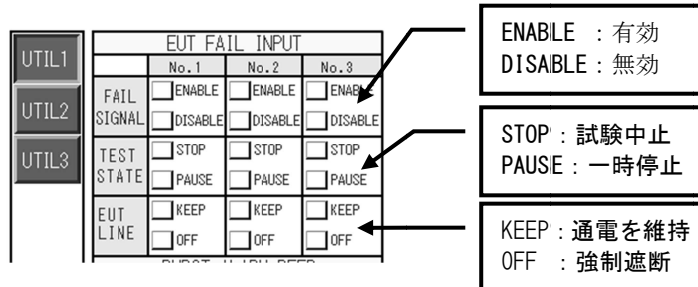 UTIL1
UTIL2
UTIL3
EUT FAIL INPUT
No.1 No.2 No.3
FAIL SIGNAL
ENABLE ENABLE ENABLE
DISABLE DISABLE DISABLE
TEST STATE
STOP STOP STOP
PAUSE PAUSE PAUSE
EUT LINE
KEEP KEEP KEEP
OFF OFF OFF
ENABLE :有効
DISABLE:無効
STOP:試験中止
PAUSE:一時停止
KEEP:通電を維持
OFF :強制遮断